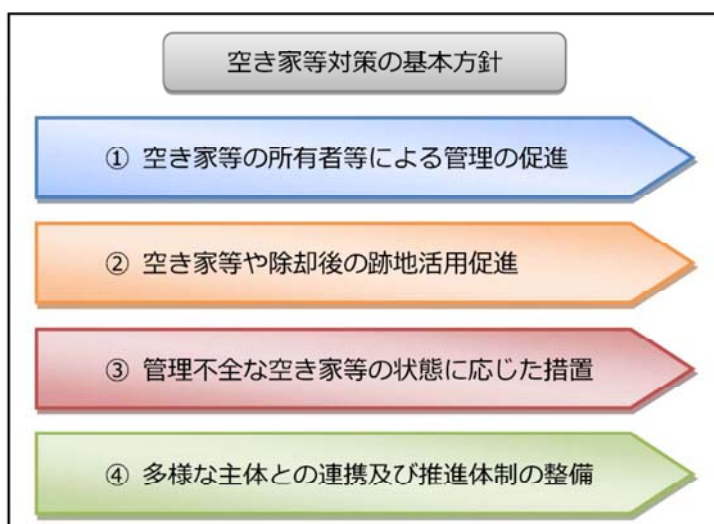 空き家等対策の基本方針
① 空き家等の所有者等による管理の促進
② 空き家等や除却後の跡地活用促進
③ 管理不全な空き家等の状態に応じた措置
④ 多様な主体との連携及び推進体制の整備